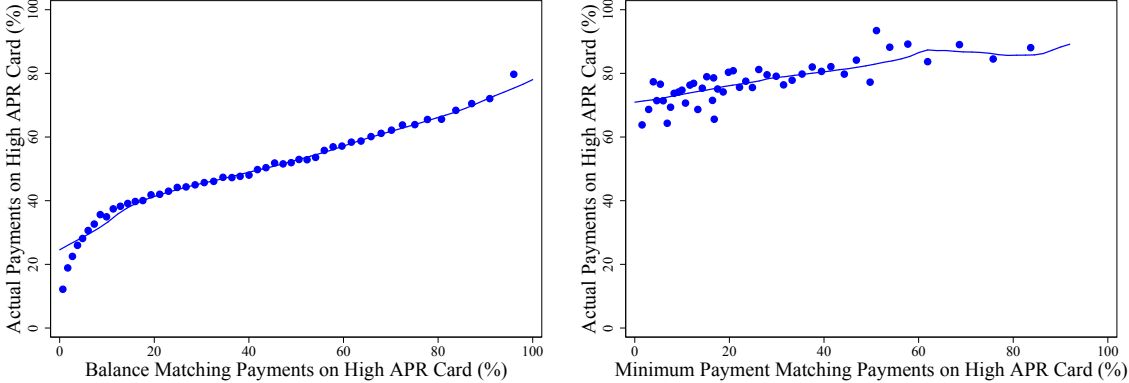 Actual Payments on High APR Card (%)
0 20 40 60 80 100
0 20 40 60 80 100
Balance Matching Payments on High APR Card (%)
Actual Payments on High APR Card (%)
0 20 40 60 80 100
0 20 40 60 80 100
Minimum Payment Matching Payments on High APR Card (%)